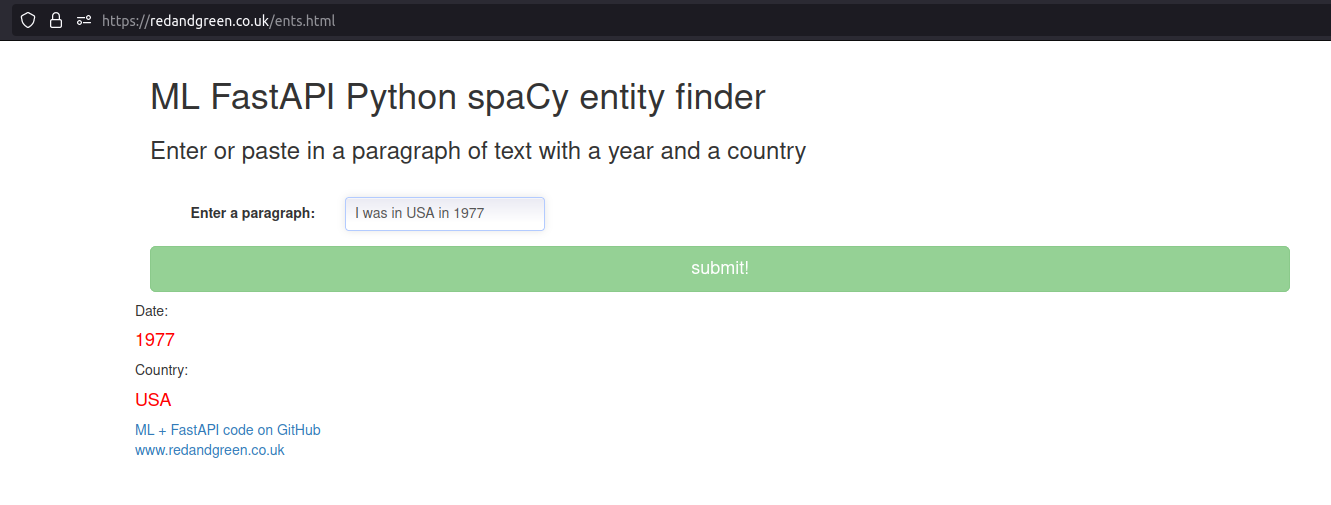 https://redandgreen.co.uk/ents.html
ML FastAPI Python spaCy entity finder
Enter or paste in a paragraph of text with a year and a country
Enter a paragraph: I was in USA in 1977
submit!
Date:
1977
Country:
USA
ML + FastAPI code on GitHub
www.redandgreen.co.uk